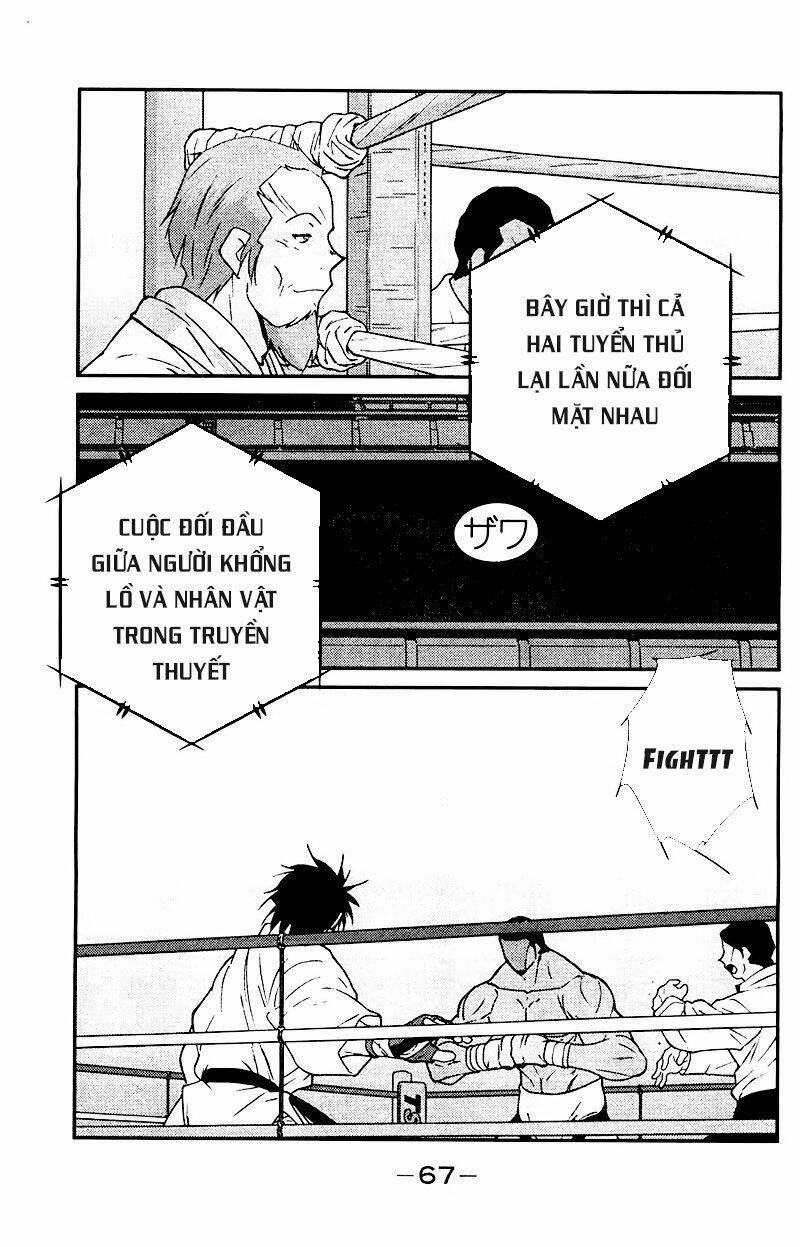 BÂY GIỜ THÌ CẢ
HAI TUYỂN THỦ
LẠI LẦN NỮA ĐỐI
MẶT NHAU
ザワ
CUỘC ĐỐI ĐẦU
GIỮA NGƯỜI KHỔNG
LỒ VÀ NHÂN VẬT
TRONG TRUYỀN
THUYẾT
FIGHTTT
TS
-67-